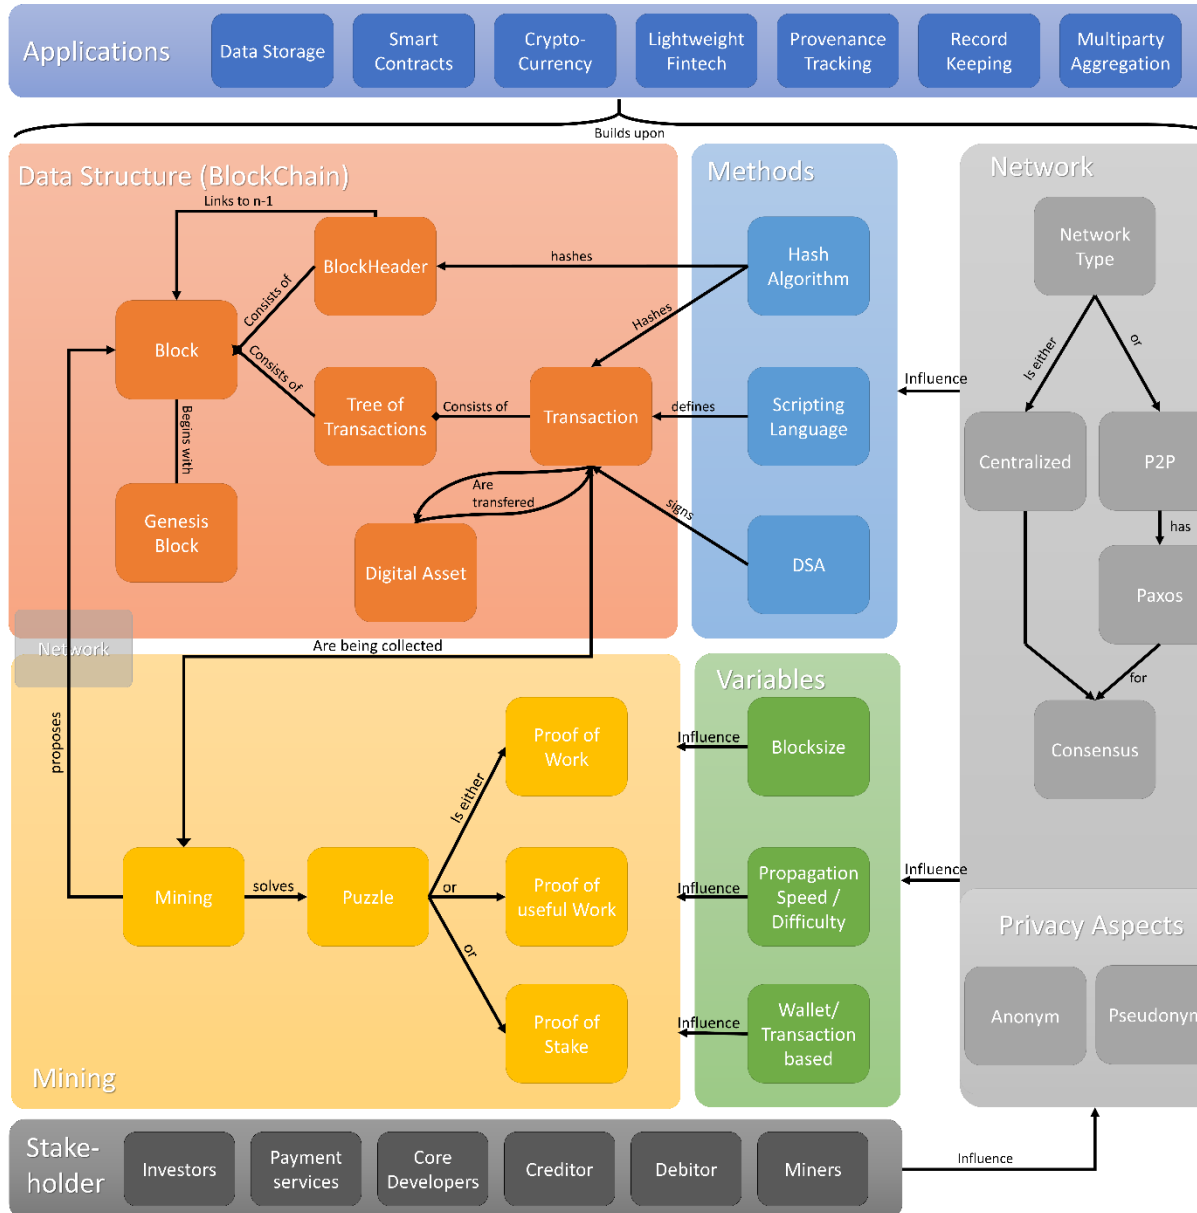 Applications
Data Storage
Smart
Contracts
Crypto-
Currency
Lightweight
Fintech
Provenance
Tracking
Record
Keeping
Multiparty
Aggregation
Builds upon
Data Structure (BlockChain)
Methods
Network
Links to n-1
BlockHeader
hashes
Hash
Algorithm
Network
Type
Consists of
Hashes
Is either
or
Block
Consists of
Tree of
Transactions
Consists of
Transaction
defines
Scripting
Language
Influence
Centralized
P2P
Begins with
Are
transfered
signs
has
Genesis
Block
Digital Asset
DSA
Paxos
Network
Are being collected
for
Variables
Consensus
proposes
Proof of
Work
Influence
Blocksize
Is either
Mining
solves
Puzzle
or
Proof of
useful Work
Influence
Propagation
Speed /
Difficulty
Influence
or
Privacy Aspects
Proof of
Stake
Influence
Wallet/
Transaction
based
Anonym
Pseudonym
Mining
Stake-
holder
Investors
Payment
services
Core
Developers
Creditor
Debitor
Miners
Influence